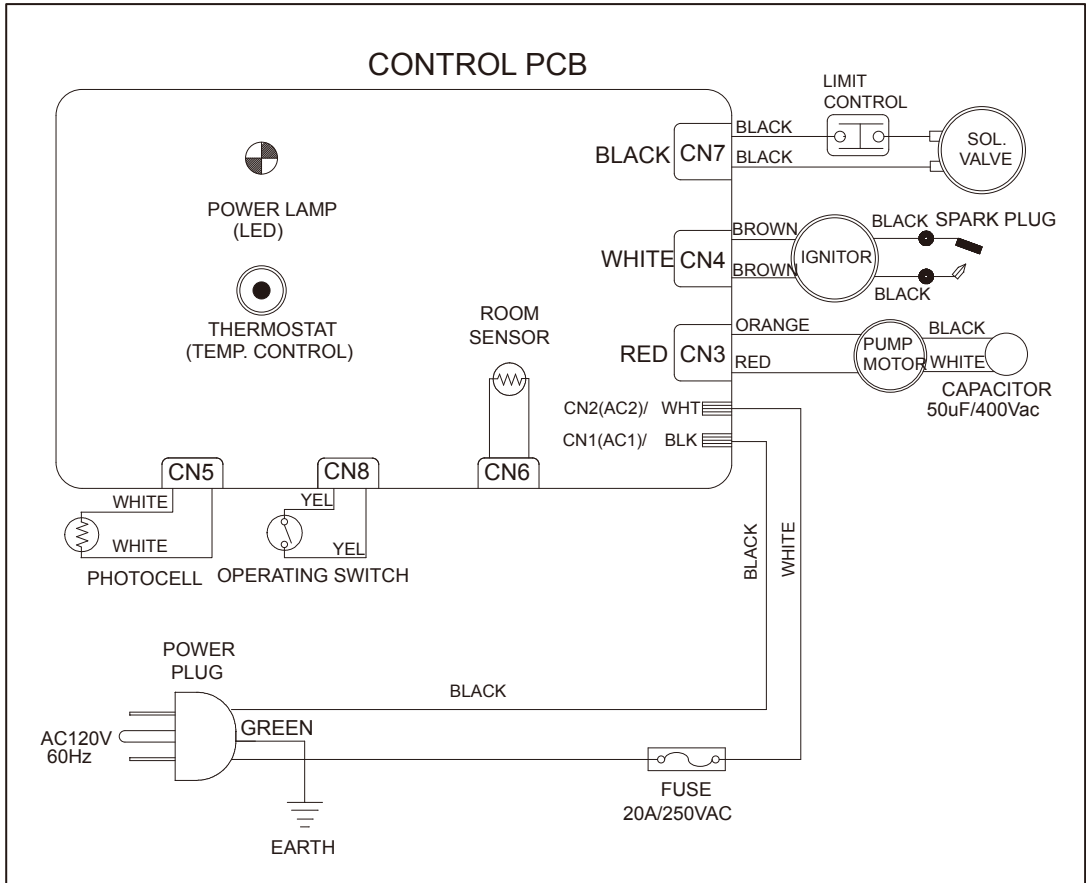 CONTROL PCB
LIMIT
CONTROL
BLACK
CN7
BLACK
BLACK
SOL.
VALVE
POWER LAMP
(LED)
WHITE
CN4
BROWN
BROWN
IGNITOR
BLACK
SPARK PLUG
BLACK
THERMOSTAT
(TEMP. CONTROL)
ROOM
SENSOR
RED
CN3
ORANGE
RED
PUMP
MOTOR
BLACK
WHITE
CAPACITOR
50uF/400Vac
CN2(AC2)/ WHT
CN1(AC1)/ BLK
CN5
CN8
CN6
WHITE
WHITE
PHOTOCELL
YEL
YEL
OPERATING SWITCH
BLACK
WHITE
POWER
PLUG
BLACK
GREEN
AC120V
60Hz
FUSE
20A/250VAC
EARTH